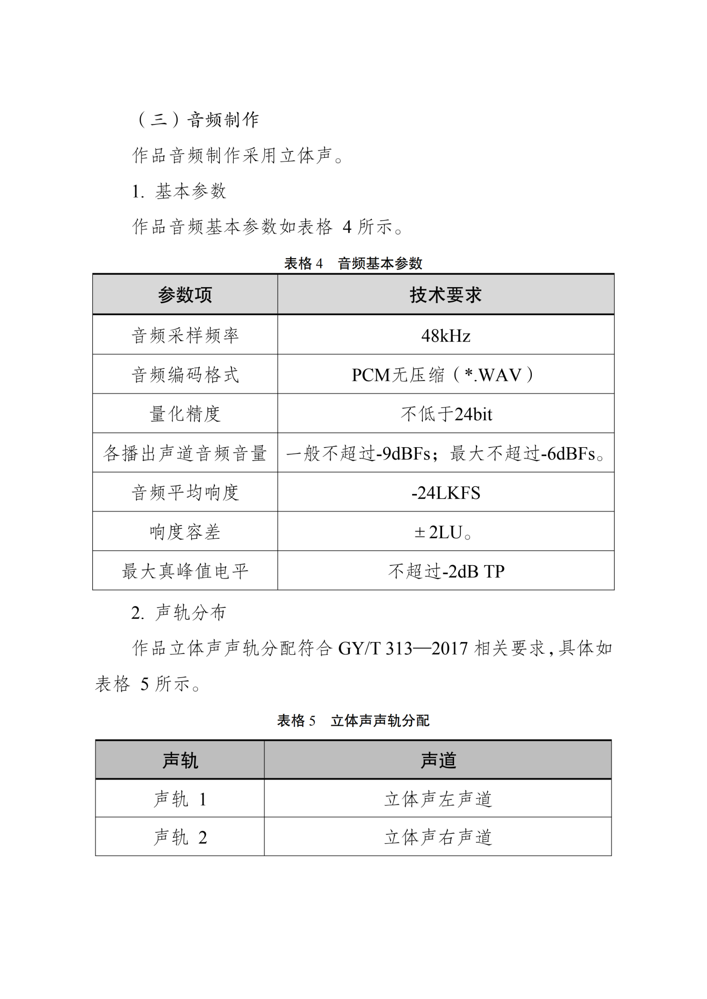 （三）音频制作
作品音频制作采用立体声。
1. 基本参数
作品音频基本参数如表格 4 所示。
表格 4 音频基本参数
参数项 技术要求
音频采样频率 48kHz
音频编码格式 PCM无压缩（*.WAV）
量化精度 不低于24bit
各播出声道音频音量 一般不超过-9dBFs；最大不超过-6dBFs。
音频平均响度 -24LKFS
响度容差 ±2LU。
最大真峰值电平 不超过-2dB TP
2. 声轨分布
作品立体声声轨分配符合 GY/T 313—2017 相关要求，具体如
表格 5 所示。
表格 5 立体声声轨分配
声轨 声道
声轨 1 立体声左声道
声轨 2 立体声右声道